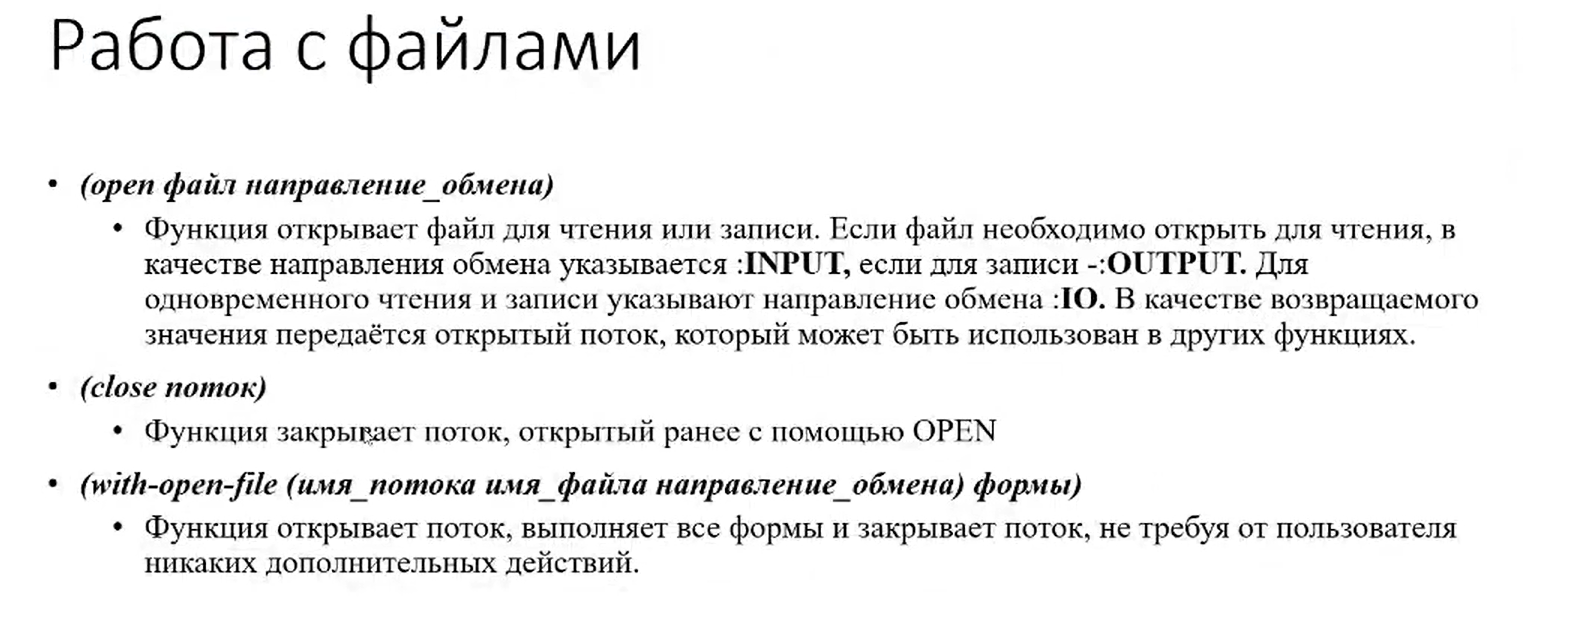 Работа с файлами
• (open файл направление_обмена)
• Функция открывает файл для чтения или записи. Если файл необходимо открыть для чтения, в
качестве направления обмена указывается :INPUT, если для записи -:OUTPUT. Для
одновременного чтения и записи указывают направление обмена :IO. В качестве возвращаемого
значения передаётся открытый поток, который может быть использован в других функциях.
• (close поток)
• Функция закрывает поток, открытый ранее с помощью OPEN
• (with-open-file (имя_потока имя_файла направление_обмена) формы)
• Функция открывает поток, выполняет все формы и закрывает поток, не требуя от пользователя
никаких дополнительных действий.